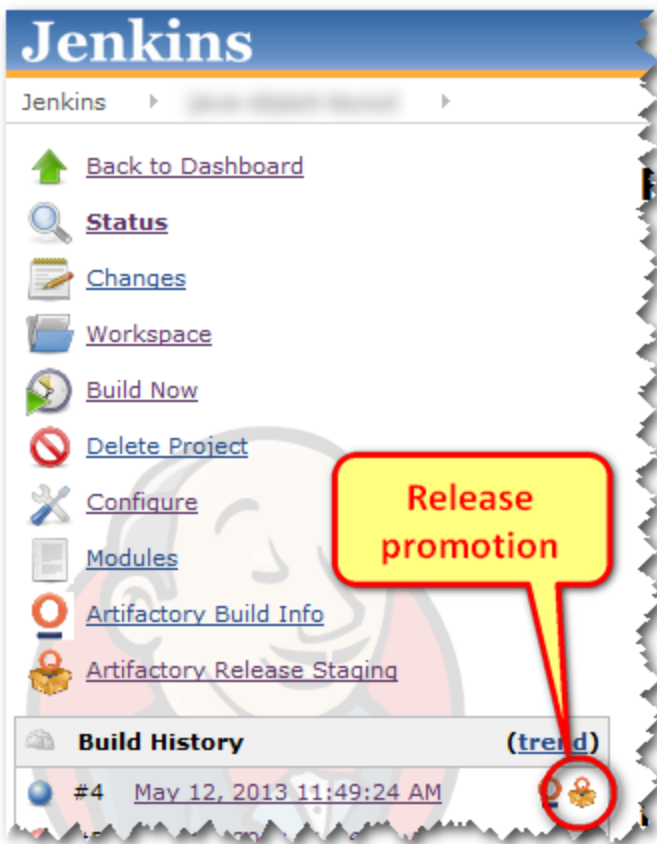 Jenkins
Jenkins
Back to Dashboard
Status
Changes
Workspace
Build Now
Delete Project
Configure
Release
promotion
Modules
Artifactory Build Info
Artifactory Release Staging
Build History (trend)
#4 May 12, 2013 11:49:24 AM